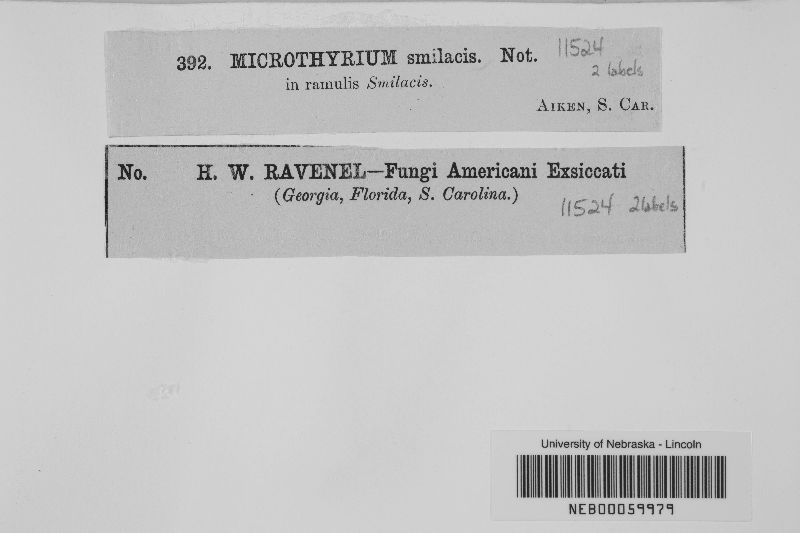 392. MICROTHYRIUM smilacis. Not. 11524
2 labels
in ramulis Smilacis.
AIKEN, S. CAR.
No. H. W. RAVENEL—Fungi Americani Exsiccati
(Georgia, Florida, S. Carolina.)
11524 2 labels
University of Nebraska - Lincoln
NEB00059979